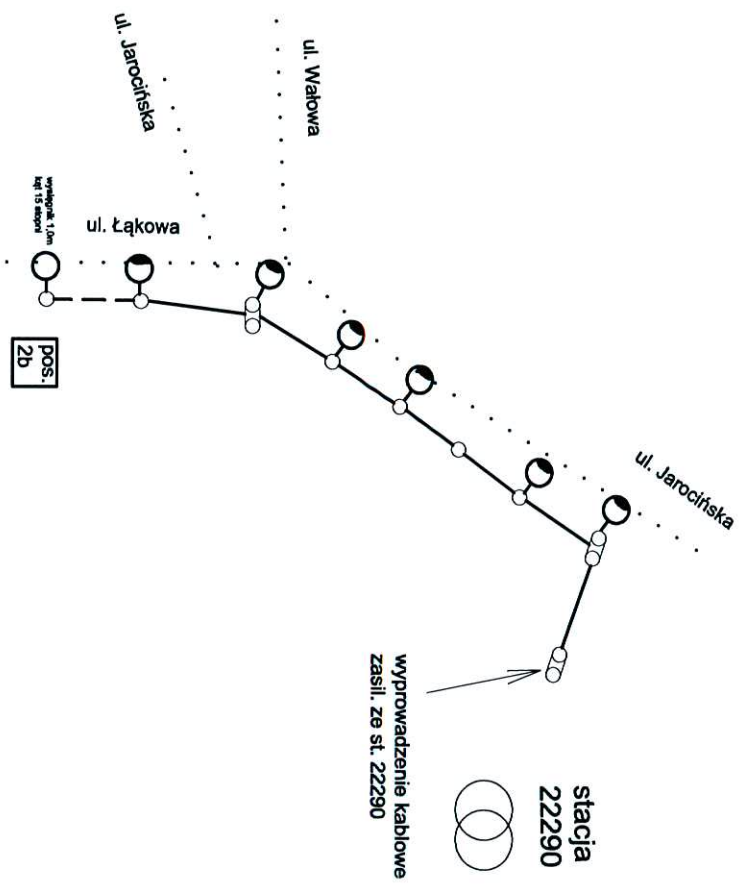 ul. Jarocińska
ul. Wałowa
ul. Łąkowa
wysięgnik 1,0m
kąt 15 stopni
pos.
2b
ul. Jarocińska
wyprowadzenie kablowe
zasil. ze st. 22290
stacja
22290